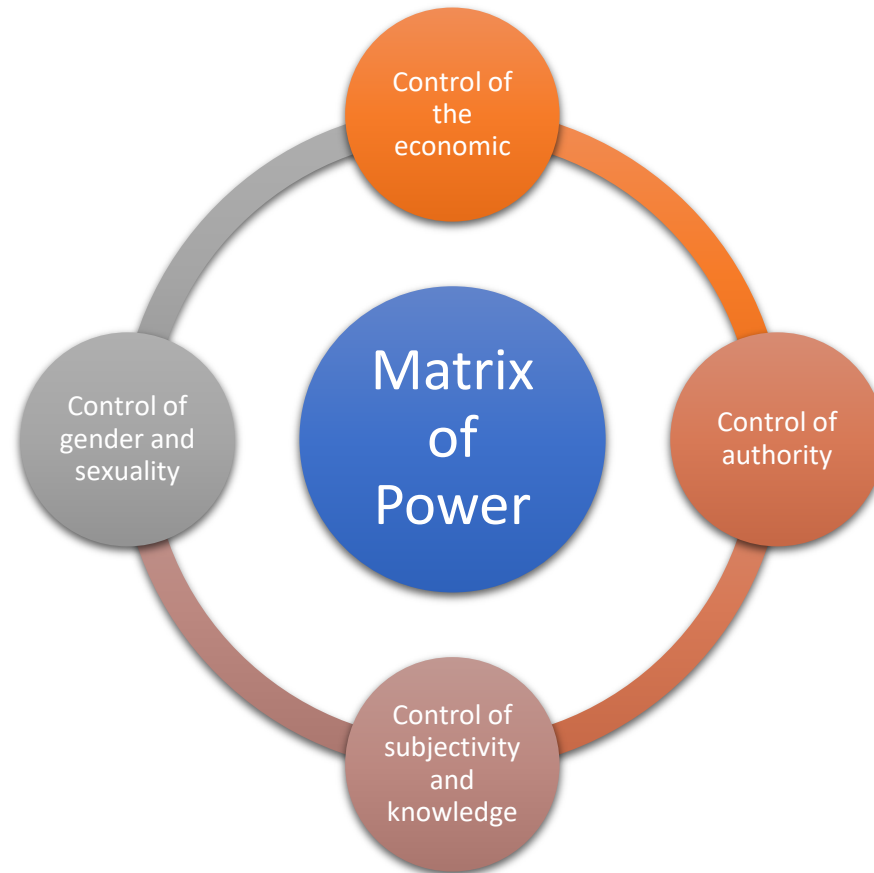 Control of
the
economic
Control of
gender and
sexuality
Matrix
of
Power
Control of
authority
Control of
subjectivity
and
knowledge